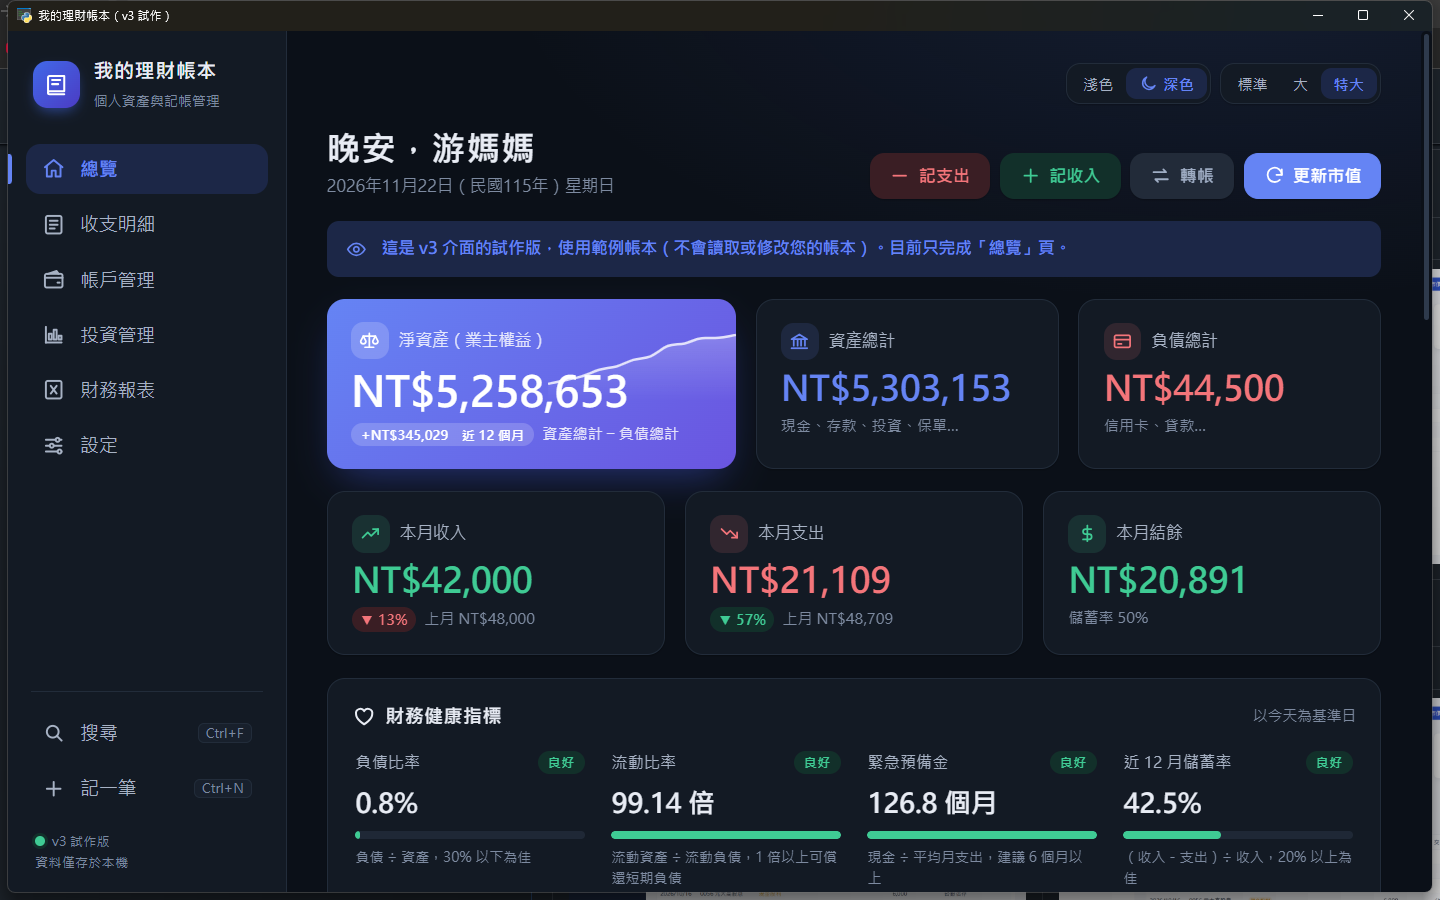 我的理財帳本（v3 試作）
我的理財帳本
個人資產與記帳管理
總覽
收支明細
帳戶管理
投資管理
財務報表
設定
搜尋 Ctrl+F
記一筆 Ctrl+N
v3 試作版
資料僅存於本機
淺色 深色 標準 大 特大
晚安，游媽媽
2026年11月22日（民國115年）星期日
記支出 記收入 轉帳 更新市值
這是 v3 介面的試作版，使用範例帳本（不會讀取或修改您的帳本）。目前只完成「總覽」頁。
淨資產（業主權益）
NT$5,258,653
+NT$345,029 近 12 個月 資產總計－負債總計
資產總計
NT$5,303,153
現金、存款、投資、保單...
負債總計
NT$44,500
信用卡、貸款...
本月收入
NT$42,000
▼ 13% 上月 NT$48,000
本月支出
NT$21,109
▼ 57% 上月 NT$48,709
本月結餘
NT$20,891
儲蓄率 50%
財務健康指標 以今天為基準日
負債比率 良好
0.8%
負債 ÷ 資產，30% 以下為佳
流動比率 良好
99.14 倍
流動資產 ÷ 流動負債，1 倍以上可償
還短期負債
緊急預備金 良好
126.8 個月
現金 ÷ 平均月支出，建議 6 個月以
上
近 12 月儲蓄率 良好
42.5%
（收入 - 支出）÷ 收入，20% 以上為
佳